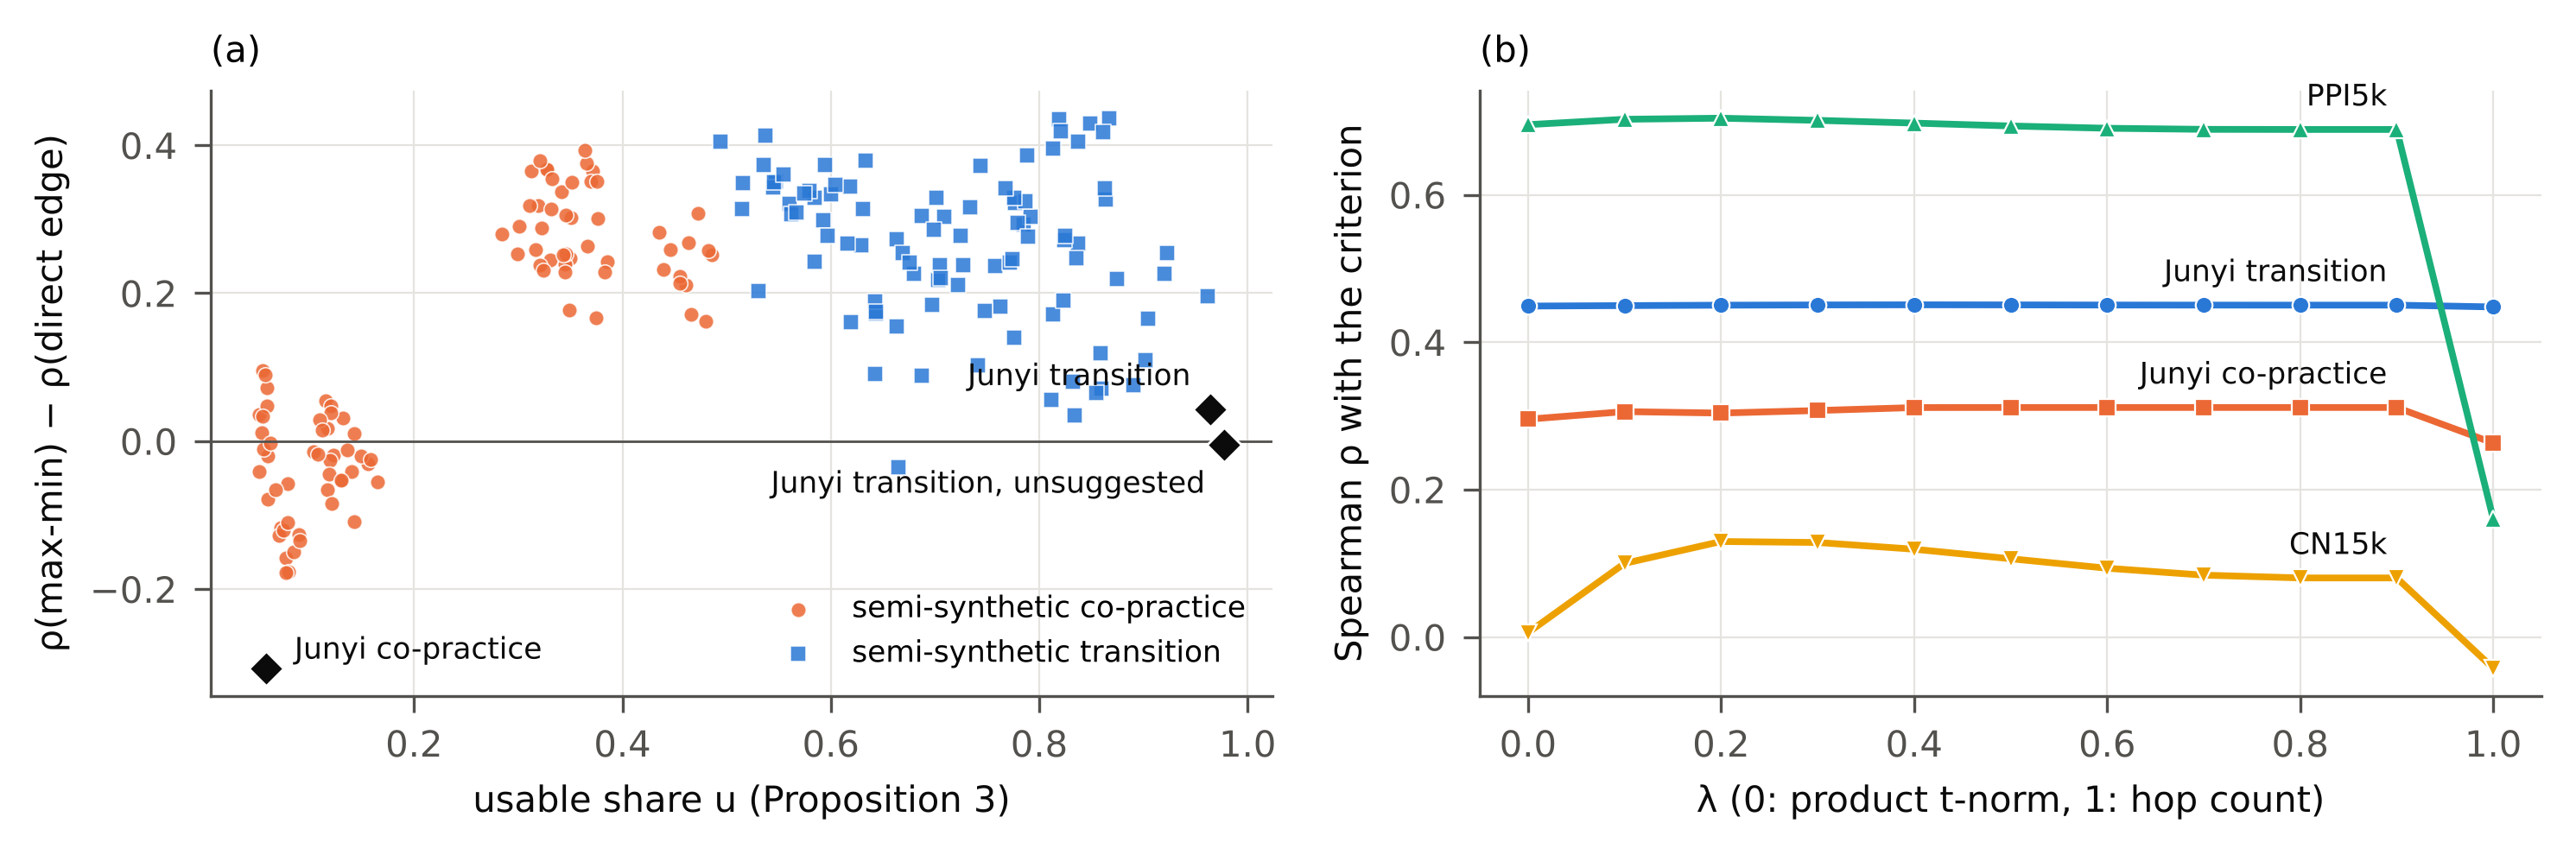 (a)
ρ(max-min) − ρ(direct edge)
0.4
0.2
0.0
−0.2
Junyi transition
Junyi transition, unsuggested
Junyi co-practice
semi-synthetic co-practice
semi-synthetic transition
0.2 0.4 0.6 0.8 1.0
usable share u (Proposition 3)
(b)
Spearman ρ with the criterion
0.6
0.4
0.2
0.0
PPI5k
Junyi transition
Junyi co-practice
CN15k
0.0 0.2 0.4 0.6 0.8 1.0
λ (0: product t-norm, 1: hop count)